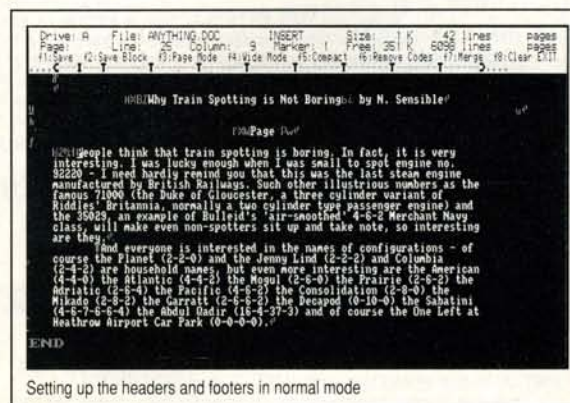 Drive: A File: ANYTHING.DOC INSERT Size: 1 K 42 lines pages
Page: Line: 25 Column: 9 Marker: ! Free: 351 K 6098 lines pages
f1:Save f2:Save Block f3:Page Mode f4:Wide Mode f5:Compact f6:Remove Codes f7:Merge f8:Clear EXIT
Why Train Spotting is Not Boring by N. Sensible
Page
people think that train spotting is boring. In fact, it is very
interesting. I was lucky enough when I was small to spot engine no.
92220 - I need hardly remind you that this was the last steam engine
manufactured by British Railways. Such other illustrious numbers as the
famous 71000 (the Duke of Gloucester, a three cylinder variant of
Riddles' Britannia, normally a two cylinder type passenger engine) and
the 35029, an example of Bulleid's 'air-smoothed' 4-6-2 Merchant Navy
class, will make even non-spotters sit up and take note, so interesting
are they.
And everyone is interested in the names of configurations - of
course the Planet (2-2-0) and the Jenny Lind (2-2-2) and Columbia
(2-4-2) are household names, but even more interesting are the American
(4-4-0) the Atlantic (4-4-2) the Mogul (2-6-0) the Prairie (2-6-2) the
Adriatic (2-6-4) the Pacific (4-6-2) the Consolidation (2-8-0) the
Mikado (2-8-2) the Garratt (2-6-6-2) the Decapod (0-10-0) the Sabatini
(4-6-7-6-6-4) the Abdul Qadir (16-4-37-3) and of course the One Left at
Heathrow Airport Car Park (0-0-0-0).
END
Setting up the headers and footers in normal mode